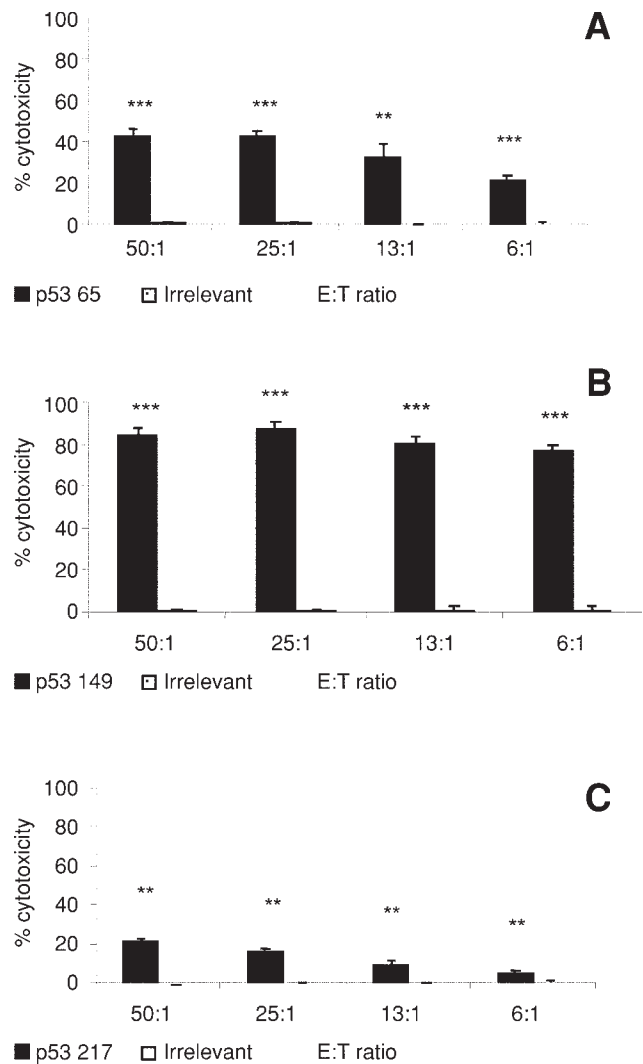 A
% cytotoxicity
100
80
60
40
20
0
*** *** ** ***
50:1 25:1 13:1 6:1
p53 65 Irrelevant E:T ratio
B
% cytotoxicity
100
80
60
40
20
0
*** *** *** ***
50:1 25:1 13:1 6:1
p53 149 Irrelevant E:T ratio
C
% cytotoxicity
100
80
60
40
20
0
** ** ** **
50:1 25:1 13:1 6:1
p53 217 Irrelevant E:T ratio